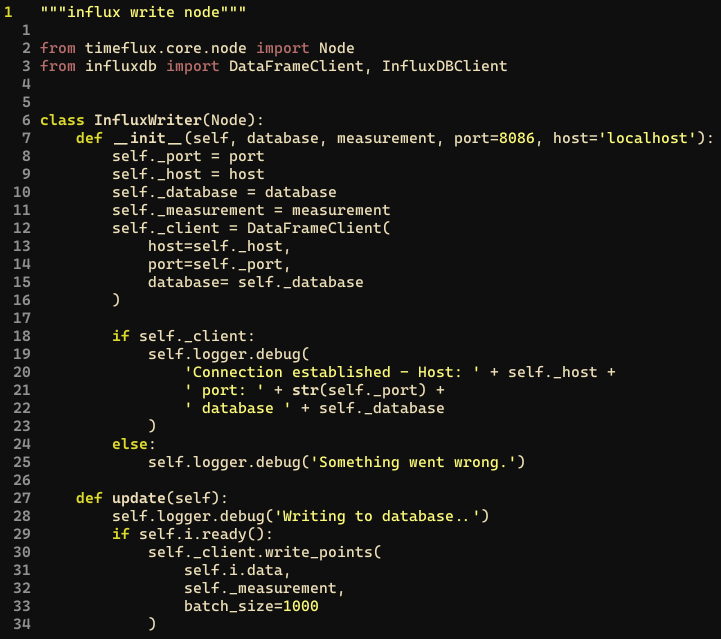 1   """influx write node"""
  1
  2 from timeflux.core.node import Node
  3 from influxdb import DataFrameClient, InfluxDBClient
  4
  5
  6 class InfluxWriter(Node):
  7     def __init__(self, database, measurement, port=8086, host='localhost'):
  8         self._port = port
  9         self._host = host
 10         self._database = database
 11         self._measurement = measurement
 12         self._client = DataFrameClient(
 13             host=self._host,
 14             port=self._port,
 15             database= self._database
 16         )
 17
 18         if self._client:
 19             self.logger.debug(
 20                 'Connection established - Host: ' + self._host +
 21                 ' port: ' + str(self._port) +
 22                 ' database ' + self._database
 23             )
 24         else:
 25             self.logger.debug('Something went wrong.')
 26
 27     def update(self):
 28         self.logger.debug('Writing to database..')
 29         if self.i.ready():
 30             self._client.write_points(
 31                 self.i.data,
 32                 self._measurement,
 33                 batch_size=1000
 34             )